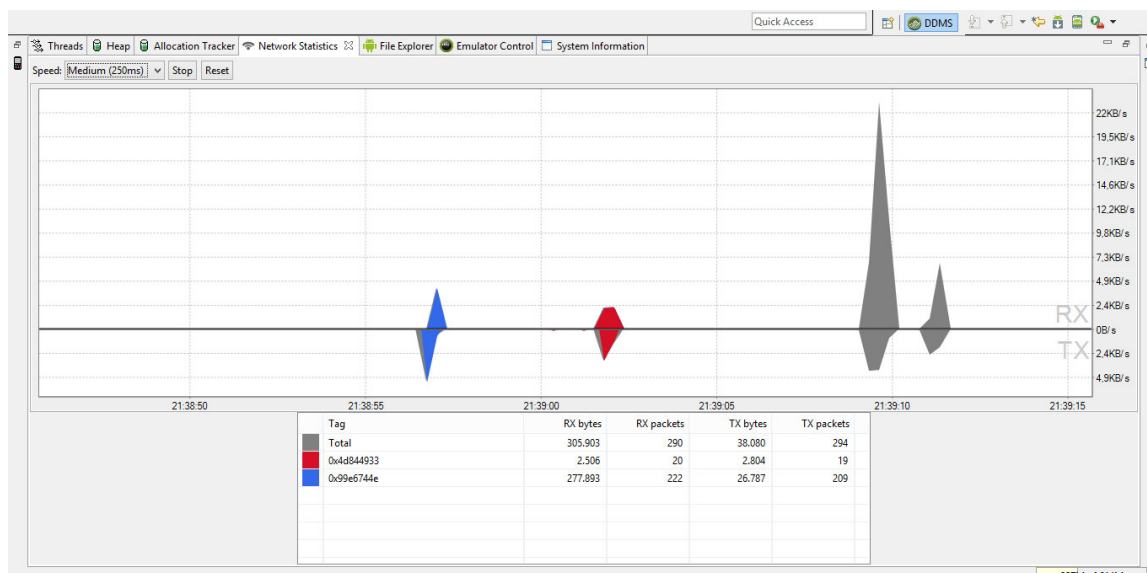 Quick Access
DDMS
Threads Heap Allocation Tracker Network Statistics File Explorer Emulator Control System Information
Speed: Medium (250ms) Stop Reset
22KB/s
19,5KB/s
17,1KB/s
14,6KB/s
12,2KB/s
9,8KB/s
7,3KB/s
4,9KB/s
2,4KB/s
RX
0B/s
TX
2,4KB/s
4,9KB/s
21:38:50 21:38:55 21:39:00 21:39:05 21:39:10 21:39:15
Tag RX bytes RX packets TX bytes TX packets
Total 305.903 290 38.080 294
0x4d844933 2.506 20 2.804 19
0x99e6744e 277.893 222 26.787 209